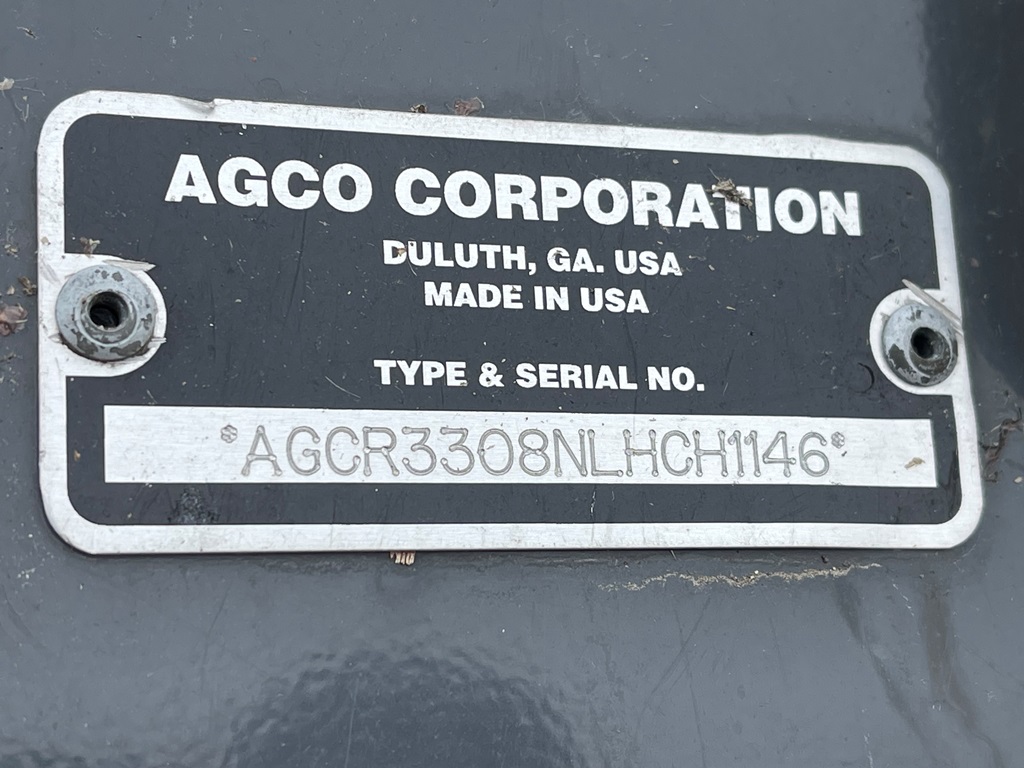 AGCO CORPORATION
DULUTH, GA. USA
MADE IN USA
TYPE & SERIAL NO.
*AGCR3308NLHCH1146*